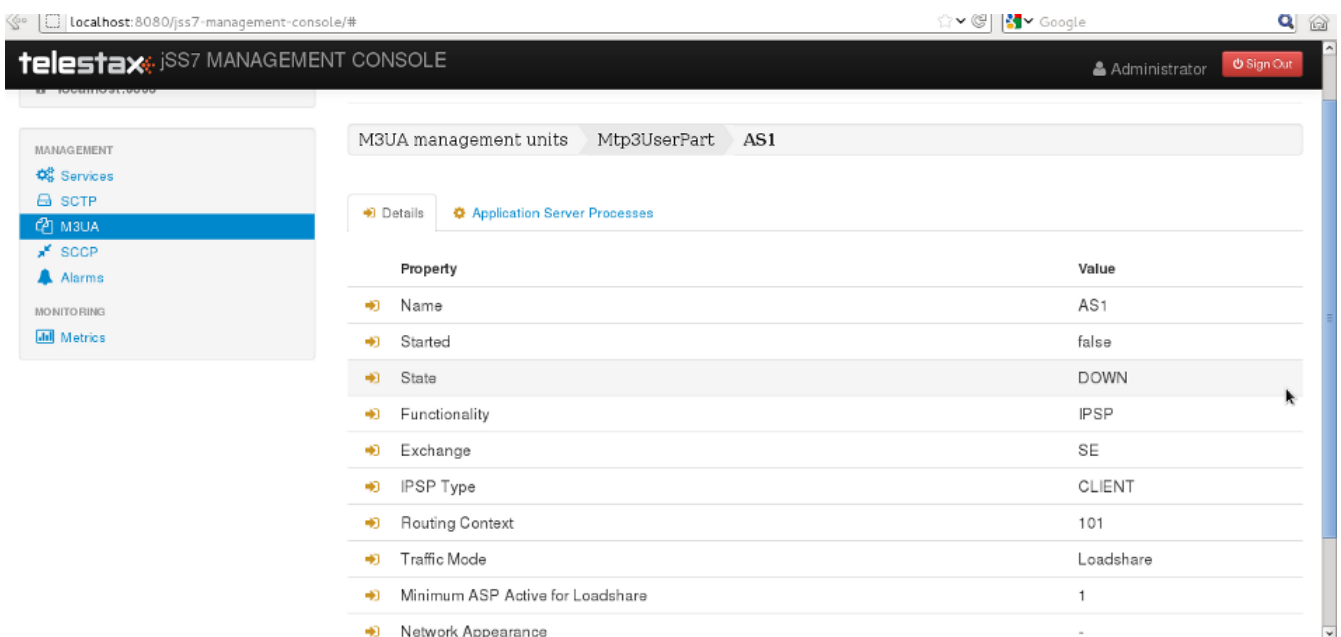 localhost:8080/jss7-management-console/#
Google
telestax jSS7 MANAGEMENT CONSOLE
Administrator
Sign Out
localhost:8080
M3UA management units Mtp3UserPart AS1
MANAGEMENT
Services
SCTP
M3UA
SCCP
Alarms
MONITORING
Metrics
Details Application Server Processes
Property Value
Name AS1
Started false
State DOWN
Functionality IPSP
Exchange SE
IPSP Type CLIENT
Routing Context 101
Traffic Mode Loadshare
Minimum ASP Active for Loadshare 1
Network Appearance -